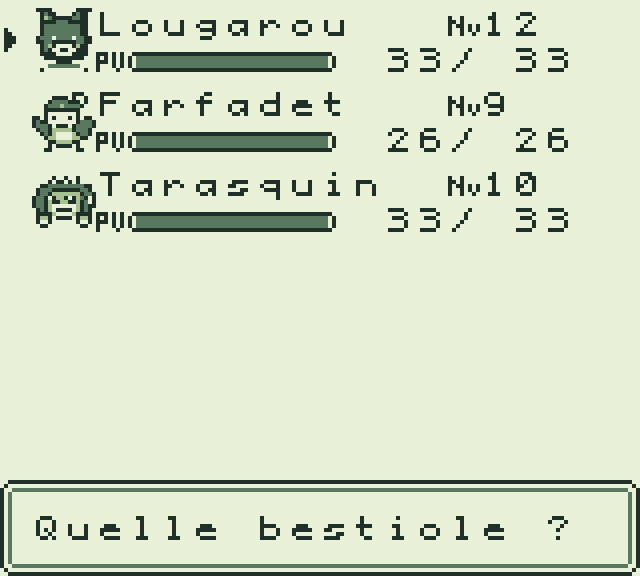 Lougarou Nv12
PV 33/ 33
Farfadet Nv9
PV 26/ 26
Tarasquin Nv10
PV 33/ 33
Quelle bestiole ?